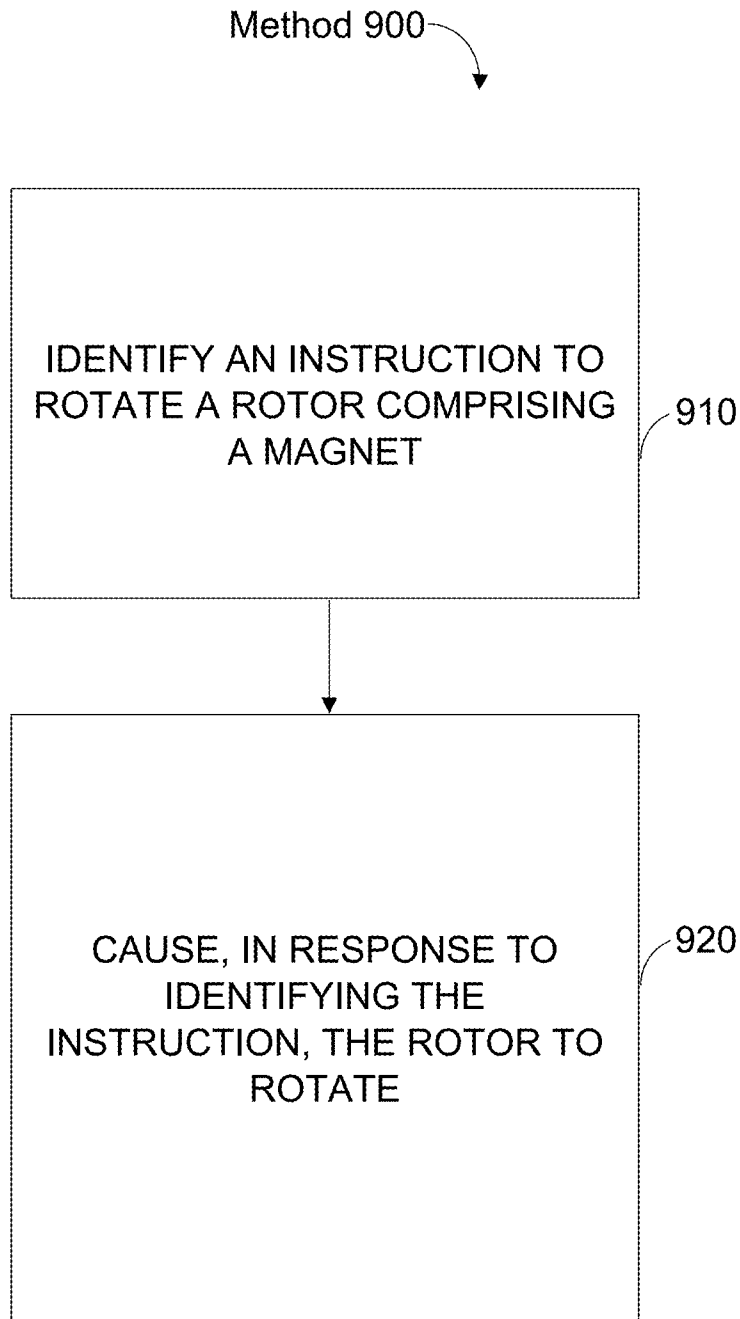 Method 900
IDENTIFY AN INSTRUCTION TO
ROTATE A ROTOR COMPRISING
A MAGNET
910
CAUSE, IN RESPONSE TO
IDENTIFYING THE
INSTRUCTION, THE ROTOR TO
ROTATE
920